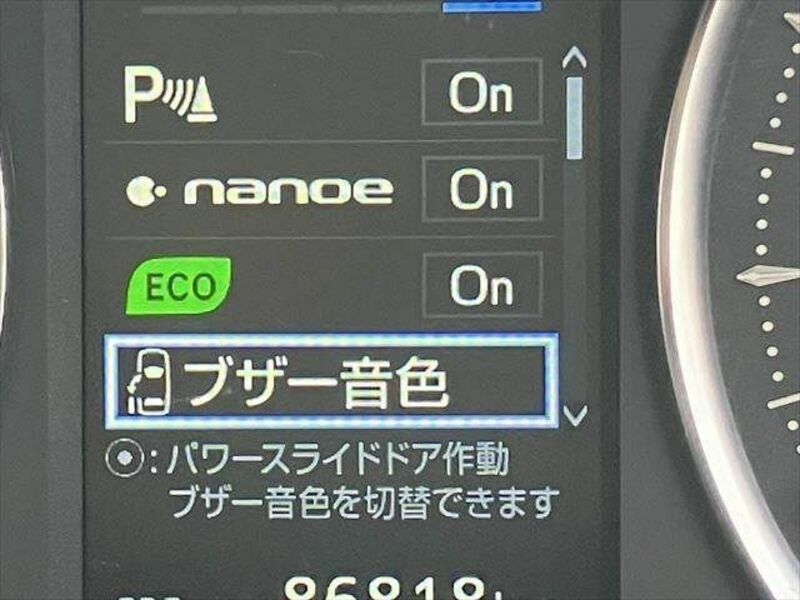 P On
nanoe On
ECO On
ブザー音色
: パワースライドドア作動
ブザー音色を切替できます
86818